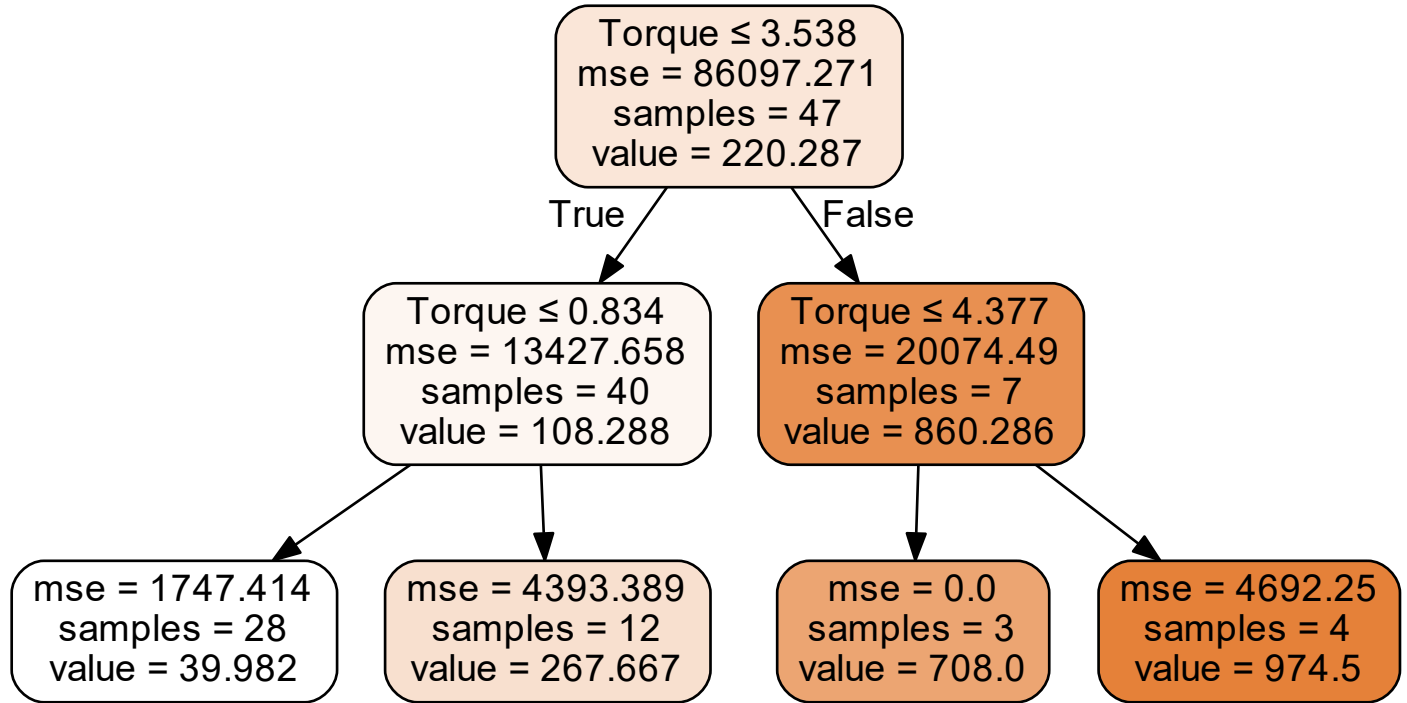 Torque ≤ 3.538
mse = 86097.271
samples = 47
value = 220.287
True
False
Torque ≤ 0.834
mse = 13427.658
samples = 40
value = 108.288
Torque ≤ 4.377
mse = 20074.49
samples = 7
value = 860.286
mse = 1747.414
samples = 28
value = 39.982
mse = 4393.389
samples = 12
value = 267.667
mse = 0.0
samples = 3
value = 708.0
mse = 4692.25
samples = 4
value = 974.5